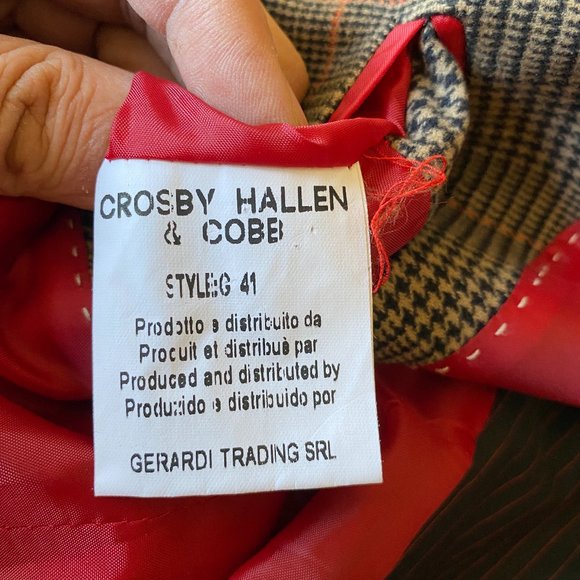 CROSBY HALLEN
& COBB
STYLE:G 41
Prodotto e distribuito da
Procuit et distribuè par
Produced and distributed by
Produzido e distribuido por
GERARDI TRADING SRL